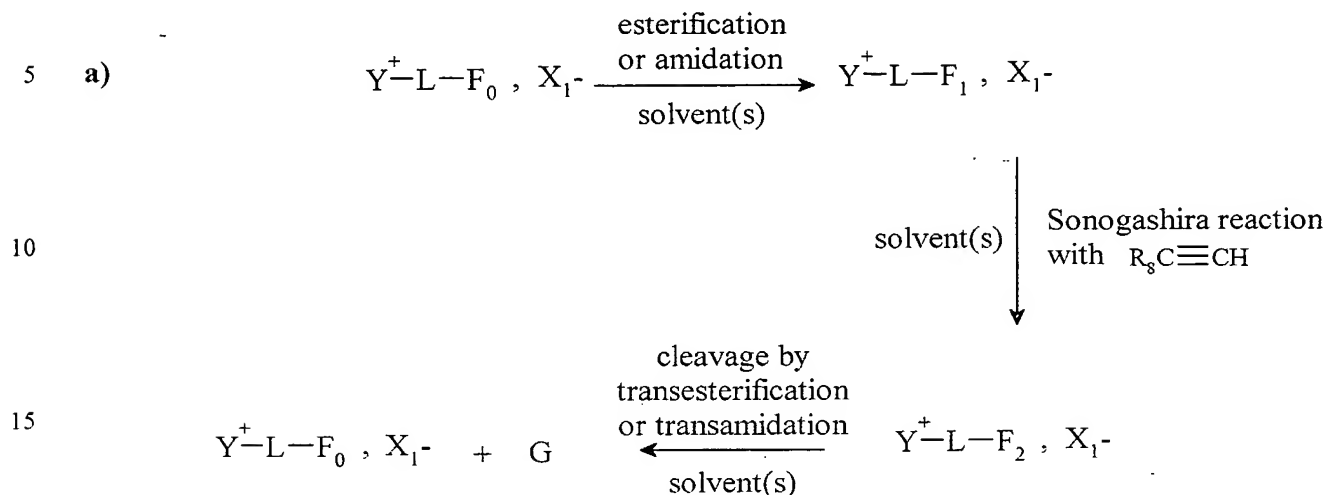 esterification
or amidation
5 a) Y⁺—L—F₀ , X₁- solvent(s) Y⁺—L—F₁ , X₁-
10 solvent(s) Sonogashira reaction
with R₈C≡CH
cleavage by
transesterification
or transamidation
15 Y⁺—L—F₀ , X₁- + G solvent(s) Y⁺—L—F₂ , X₁-